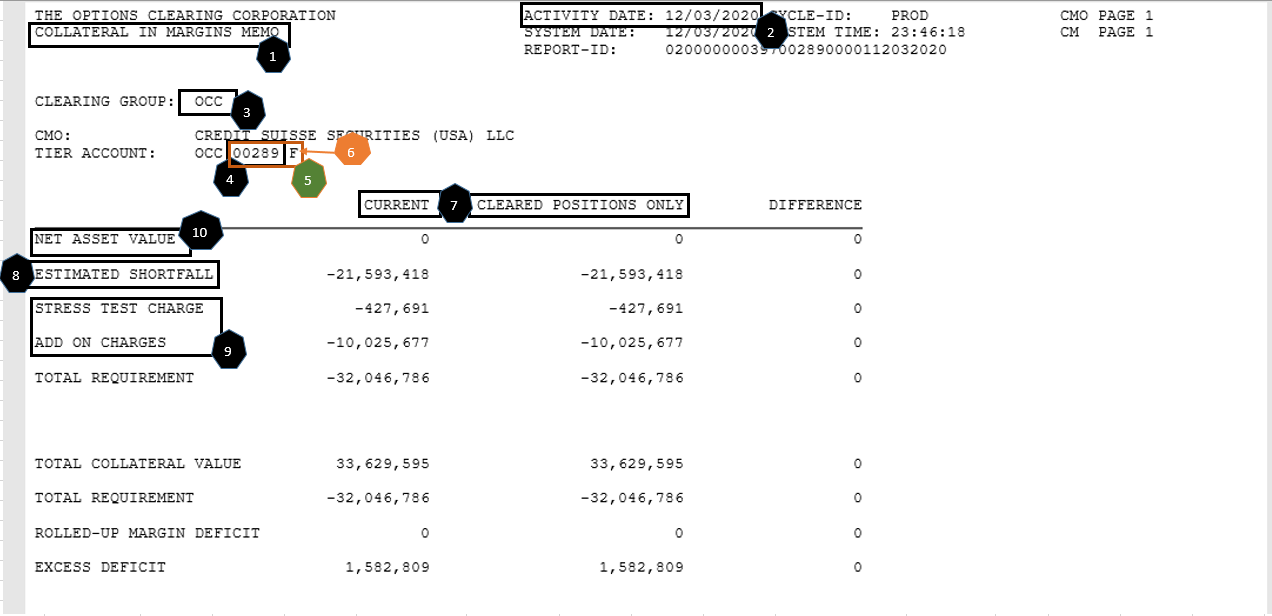 THE OPTIONS CLEARING CORPORATION ACTIVITY DATE: 12/03/2020 CYCLE-ID: PROD CMO PAGE 1
COLLATERAL IN MARGINS MEMO SYSTEM DATE: 12/03/2020 2 SYSTEM TIME: 23:46:18 CM PAGE 1
1 REPORT-ID: 02000000039700289000011 2032020
CLEARING GROUP: OCC 3
CMO: CREDIT SUISSE SECURITIES (USA) LLC
TIER ACCOUNT: OCC 00289 F 6
4 5
CURRENT 7 CLEARED POSITIONS ONLY DIFFERENCE
10
NET ASSET VALUE 0 0 0
8 ESTIMATED SHORTFALL -21,593,418 -21,593,418 0
STRESS TEST CHARGE -427,691 -427,691 0
ADD ON CHARGES 9 -10,025,677 -10,025,677 0
TOTAL REQUIREMENT -32,046,786 -32,046,786 0
TOTAL COLLATERAL VALUE 33,629,595 33,629,595 0
TOTAL REQUIREMENT -32,046,786 -32,046,786 0
ROLLED-UP MARGIN DEFICIT 0 0 0
EXCESS DEFICIT 1,582,809 1,582,809 0